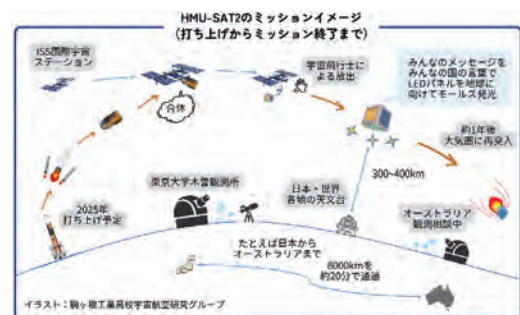 HMU-SAT2のミッションイメージ
(打ち上げからミッション終了まで)
ISS国際宇宙
ステーション
合体
宇宙飛行士に
よる放出
みんなのメッセージを
みんなの国の言葉で
LEDパネルを地球に
向けてモールス発光
約1年後
大気圏に再突入
2025年
打ち上げ予定
東京大学木曽観測所
日本・世界
各地の天文台
300~400km
オーストラリア
観測相談中
たとえば日本から
オーストラリアまで
8000kmを
約20分で通過
イラスト:駒ヶ根工業高校宇宙航空研究グループ